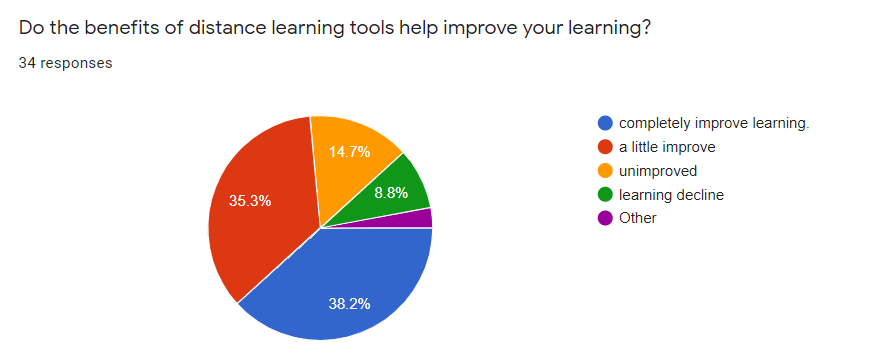 Do the benefits of distance learning tools help improve your learning?
34 responses
14.7%
8.8%
35.3%
38.2%
completely improve learning.
a little improve
unimproved
learning decline
Other